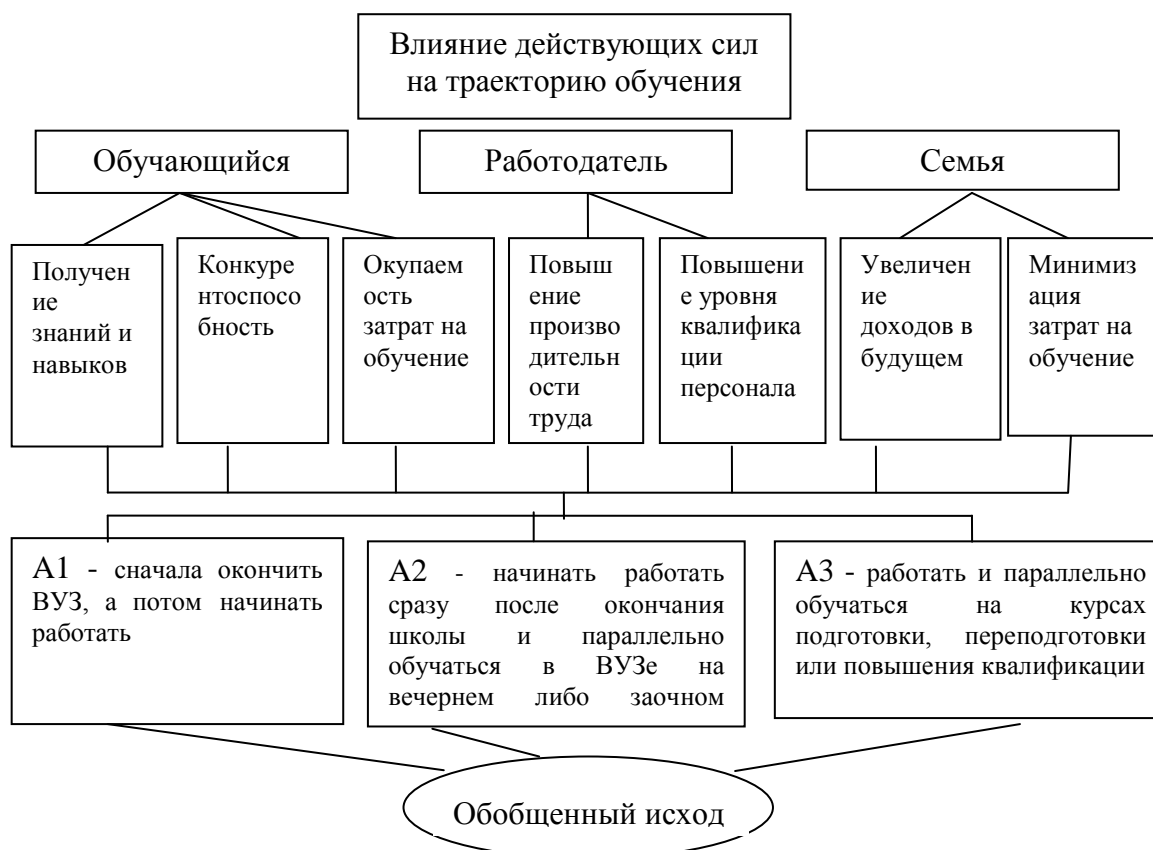 Влияние действующих сил
на траекторию обучения
Обучающийся
Работодатель
Семья
Получен
ие
знаний и
навыков
Конкуре
нтоспосо
бность
Окупаем
ость
затрат на
обучение
Повыш
ение
произво
дительн
ости
труда
Повышени
е уровня
квалифика
ции
персонала
Увеличен
ие
доходов в
будущем
Минимиз
ация
затрат на
обучение
А1 - сначала окончить
ВУЗ, а потом начинать
работать
А2 - начинать работать
сразу после окончания
школы и параллельно
обучаться в ВУЗе на
вечернем либо заочном
А3 - работать и параллельно
обучаться на курсах
подготовки, переподготовки
или повышения квалификации
Обобщенный исход